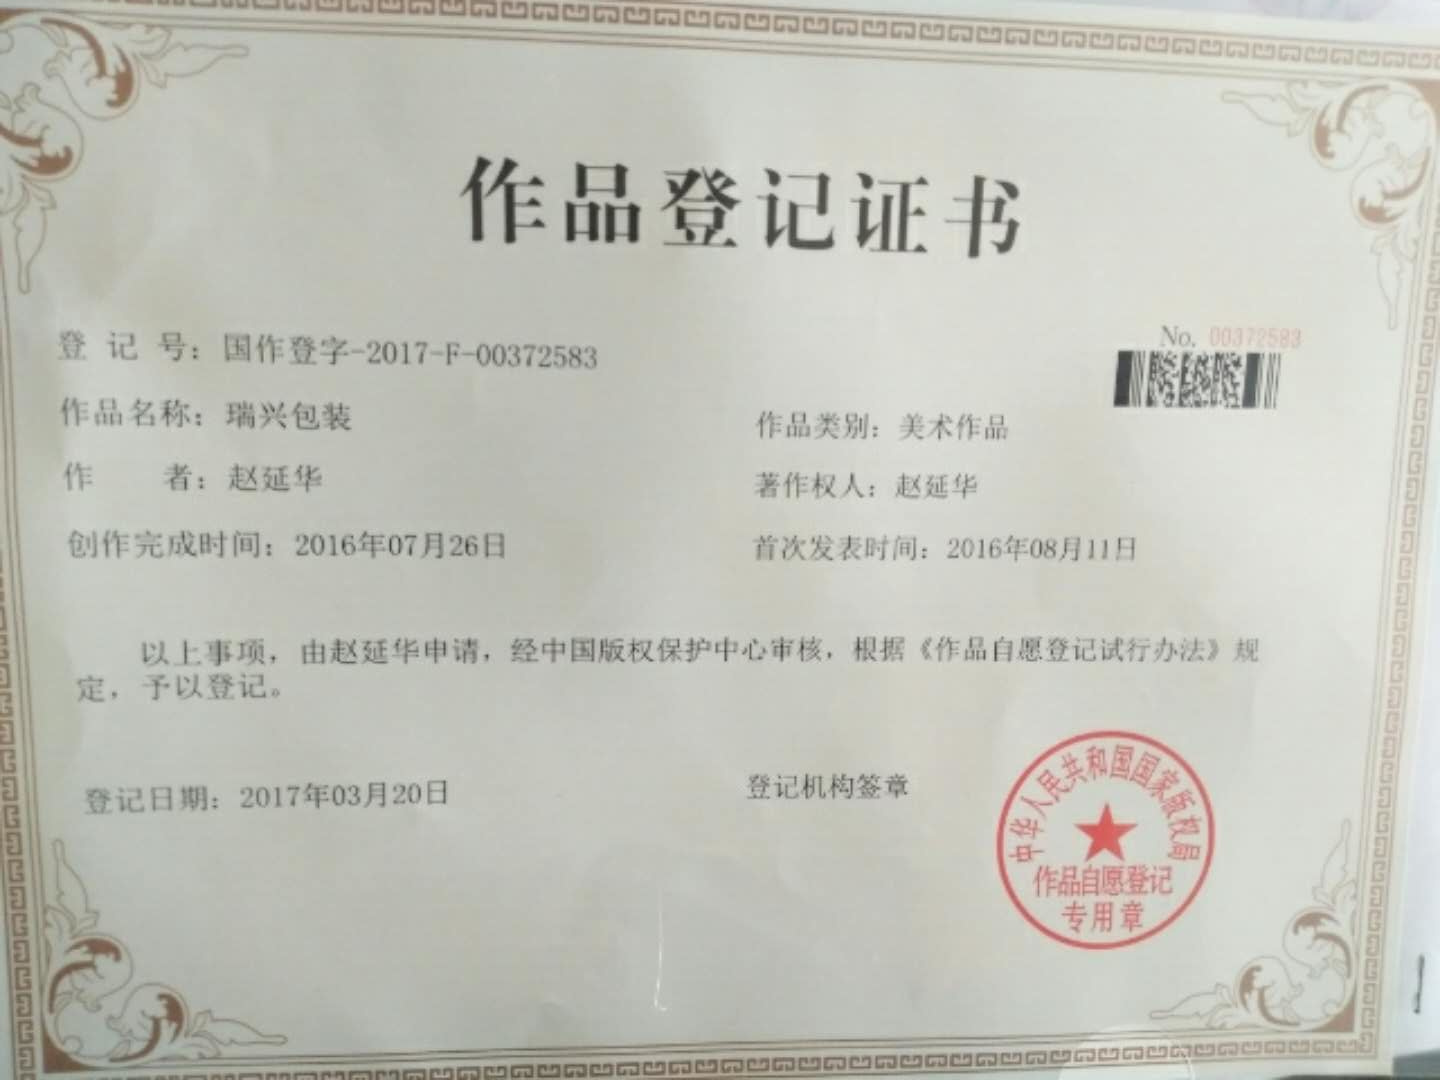 作品登记证书
No. 00372583
登 记 号：国作登字-2017-F-00372583
作品名称：瑞兴包装
作品类别：美术作品
作 者：赵延华
著作权人：赵延华
创作完成时间：2016年07月26日
首次发表时间：2016年08月11日
以上事项，由赵延华申请，经中国版权保护中心审核，根据《作品自愿登记试行办法》规
定，予以登记。
登记日期：2017年03月20日
登记机构签章
中华人民共和国国家版权局
作品自愿登记
专用章